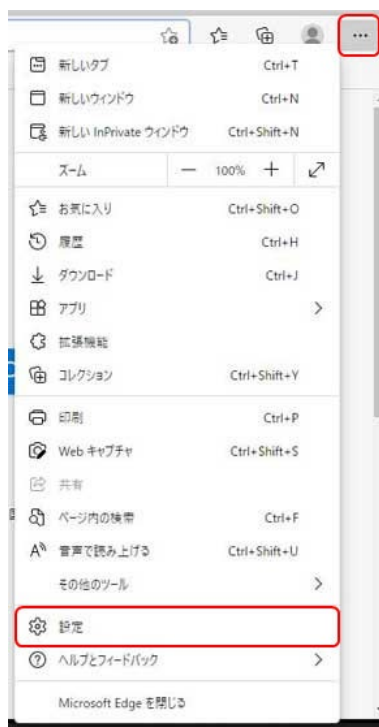 新しいタブ Ctrl+T
新しいウィンドウ Ctrl+N
新しい InPrivate ウィンドウ Ctrl+Shift+N
ズーム — 100% +
お気に入り Ctrl+Shift+O
履歴 Ctrl+H
ダウンロード Ctrl+J
アプリ
拡張機能
コレクション Ctrl+Shift+Y
印刷 Ctrl+P
Web キャプチャ Ctrl+Shift+S
共有
ページ内の検索 Ctrl+F
音声で読み上げる Ctrl+Shift+U
その他のツール
設定
ヘルプとフィードバック
Microsoft Edge を閉じる